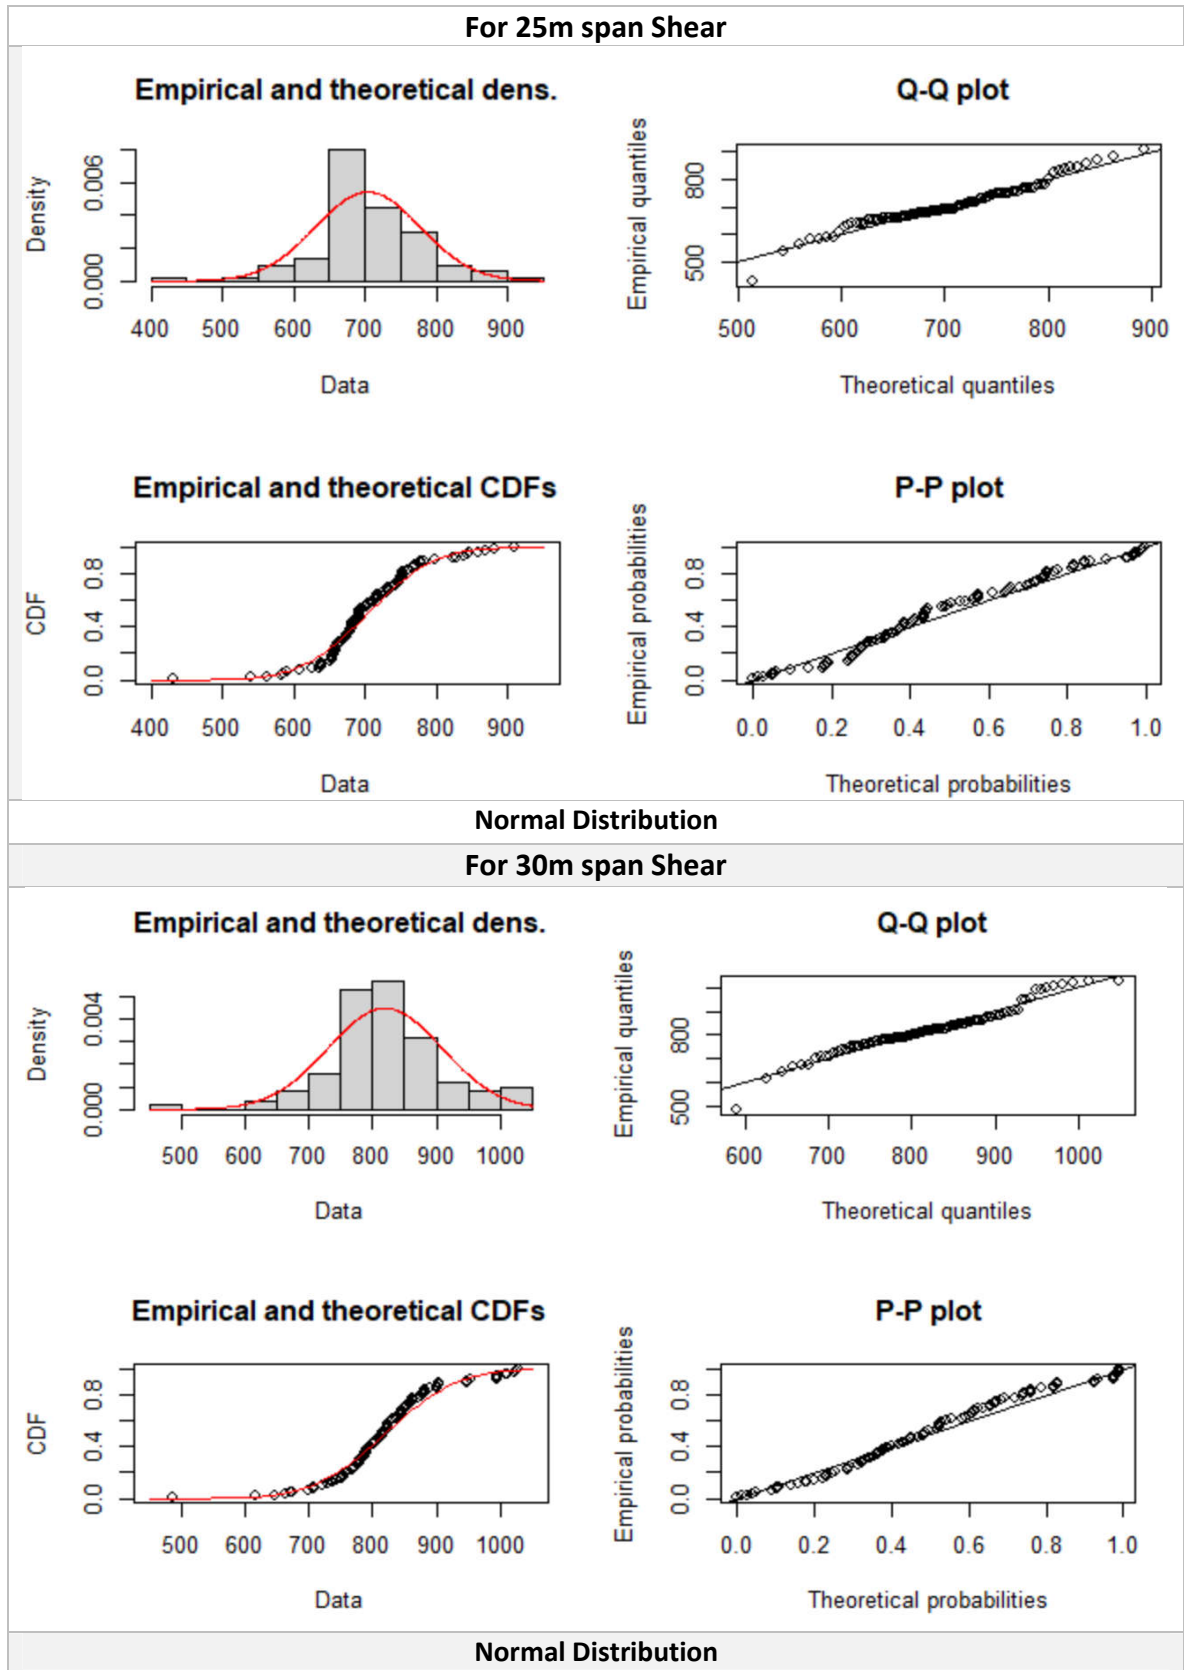 For 25m span Shear
Empirical and theoretical dens.
Density
0.000 0.006
400 500 600 700 800 900
Data
Q-Q plot
Empirical quantiles
500 800
500 600 700 800 900
Theoretical quantiles
Empirical and theoretical CDFs
CDF
0.0 0.4 0.8
400 500 600 700 800 900
Data
P-P plot
Empirical probabilities
0.0 0.4 0.8
0.0 0.2 0.4 0.6 0.8 1.0
Theoretical probabilities
Normal Distribution
For 30m span Shear
Empirical and theoretical dens.
Density
0.000 0.004
500 600 700 800 900 1000
Data
Q-Q plot
Empirical quantiles
500 800
600 700 800 900 1000
Theoretical quantiles
Empirical and theoretical CDFs
CDF
0.0 0.4 0.8
500 600 700 800 900 1000
Data
P-P plot
Empirical probabilities
0.0 0.4 0.8
0.0 0.2 0.4 0.6 0.8 1.0
Theoretical probabilities
Normal Distribution